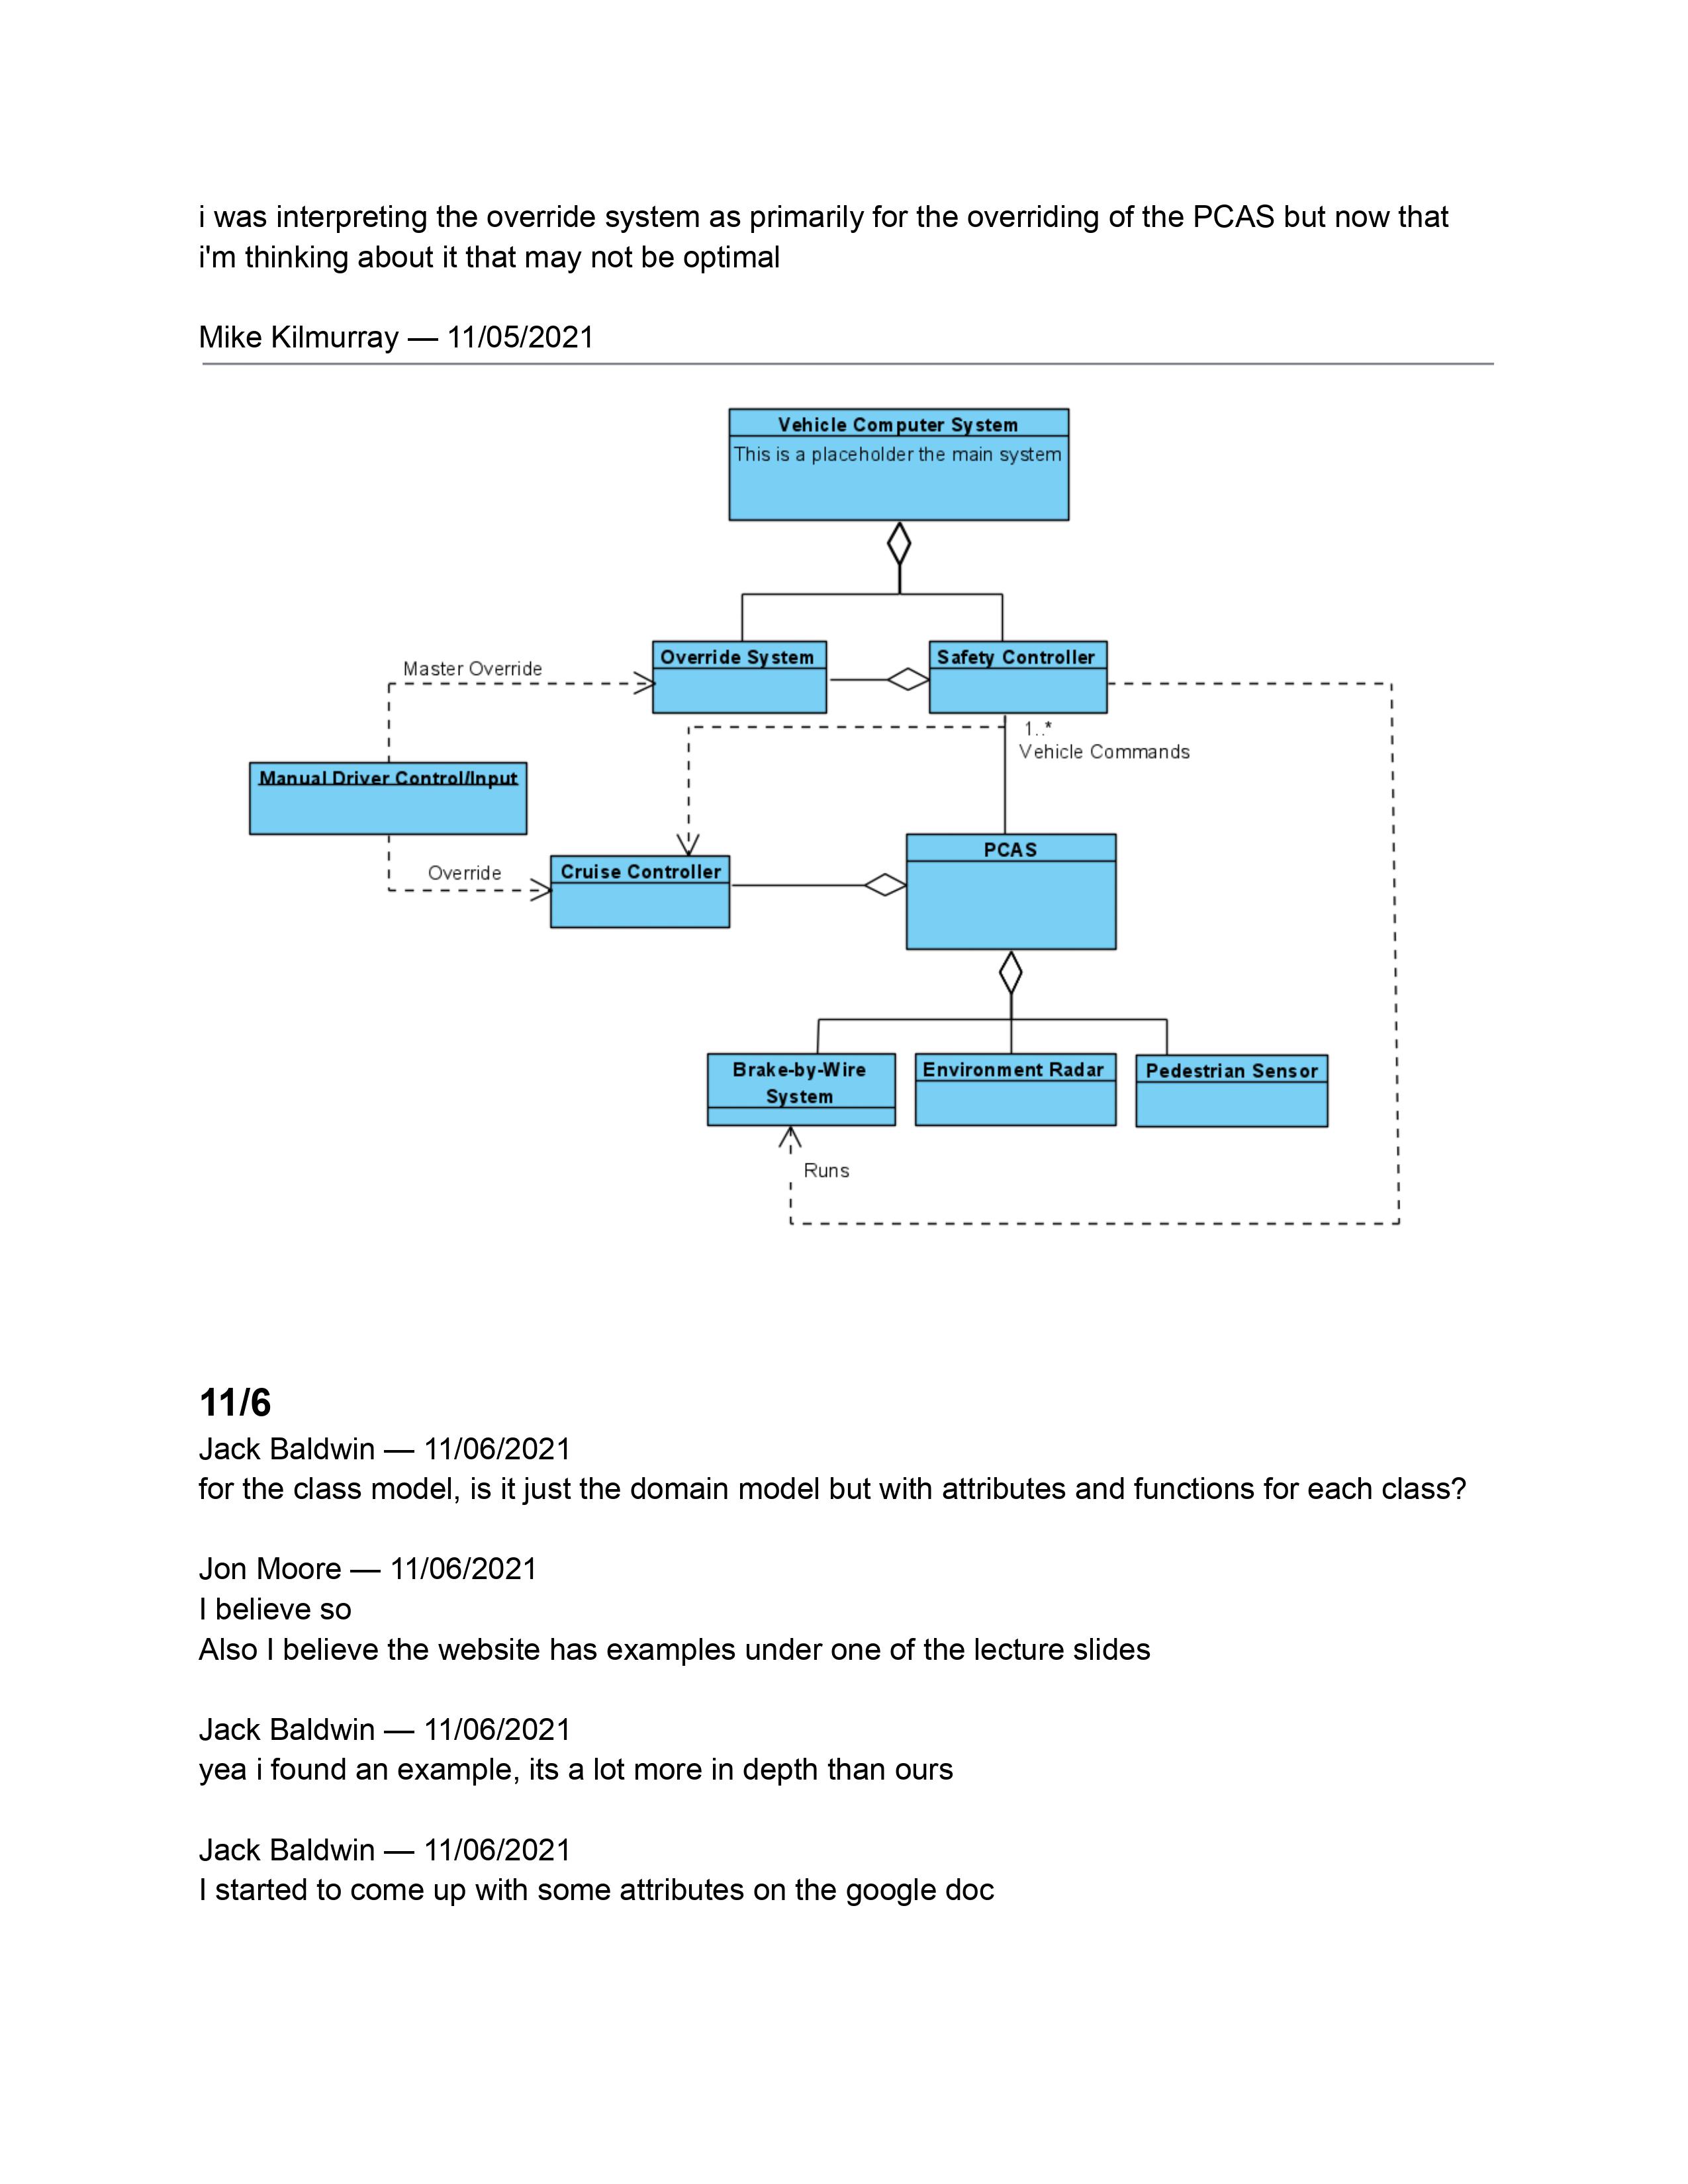 i was interpreting the override system as primarily for the overriding of the PCAS but now that
i'm thinking about it that may not be optimal
Mike Kilmurray — 11/05/2021
Vehicle Computer System
This is a placeholder the main system
Override System
Safety Controller
Master Override
1..*
Vehicle Commands
Manual Driver Control/Input
PCAS
Override
Cruise Controller
Brake-by-Wire
System
Environment Radar
Pedestrian Sensor
Runs
11/6
Jack Baldwin — 11/06/2021
for the class model, is it just the domain model but with attributes and functions for each class?
Jon Moore — 11/06/2021
I believe so
Also I believe the website has examples under one of the lecture slides
Jack Baldwin — 11/06/2021
yea i found an example, its a lot more in depth than ours
Jack Baldwin — 11/06/2021
I started to come up with some attributes on the google doc